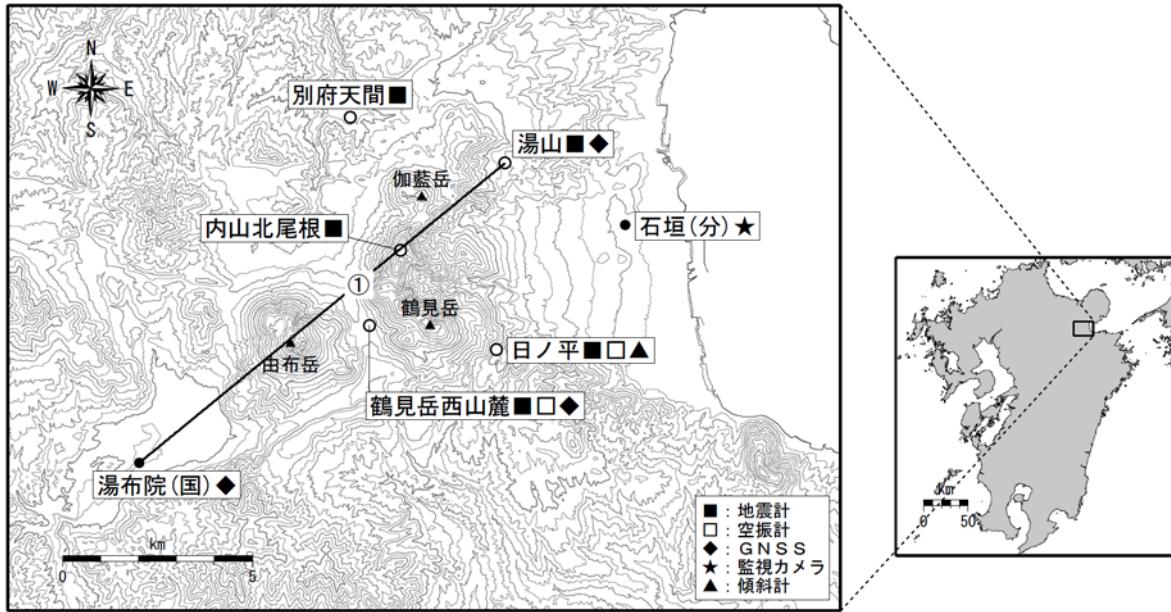 N
W E
S
別府天間■
湯山■◆
伽藍岳▲
石垣(分)★
内山北尾根■
①
鶴見岳▲
日ノ平■□▲
由布岳▲
鶴見岳西山麓■□◆
湯布院(国)◆
km
0 5
■:地震計
□:空振計
◆:GNSS
★:監視カメラ
▲:傾斜計
km
0 50